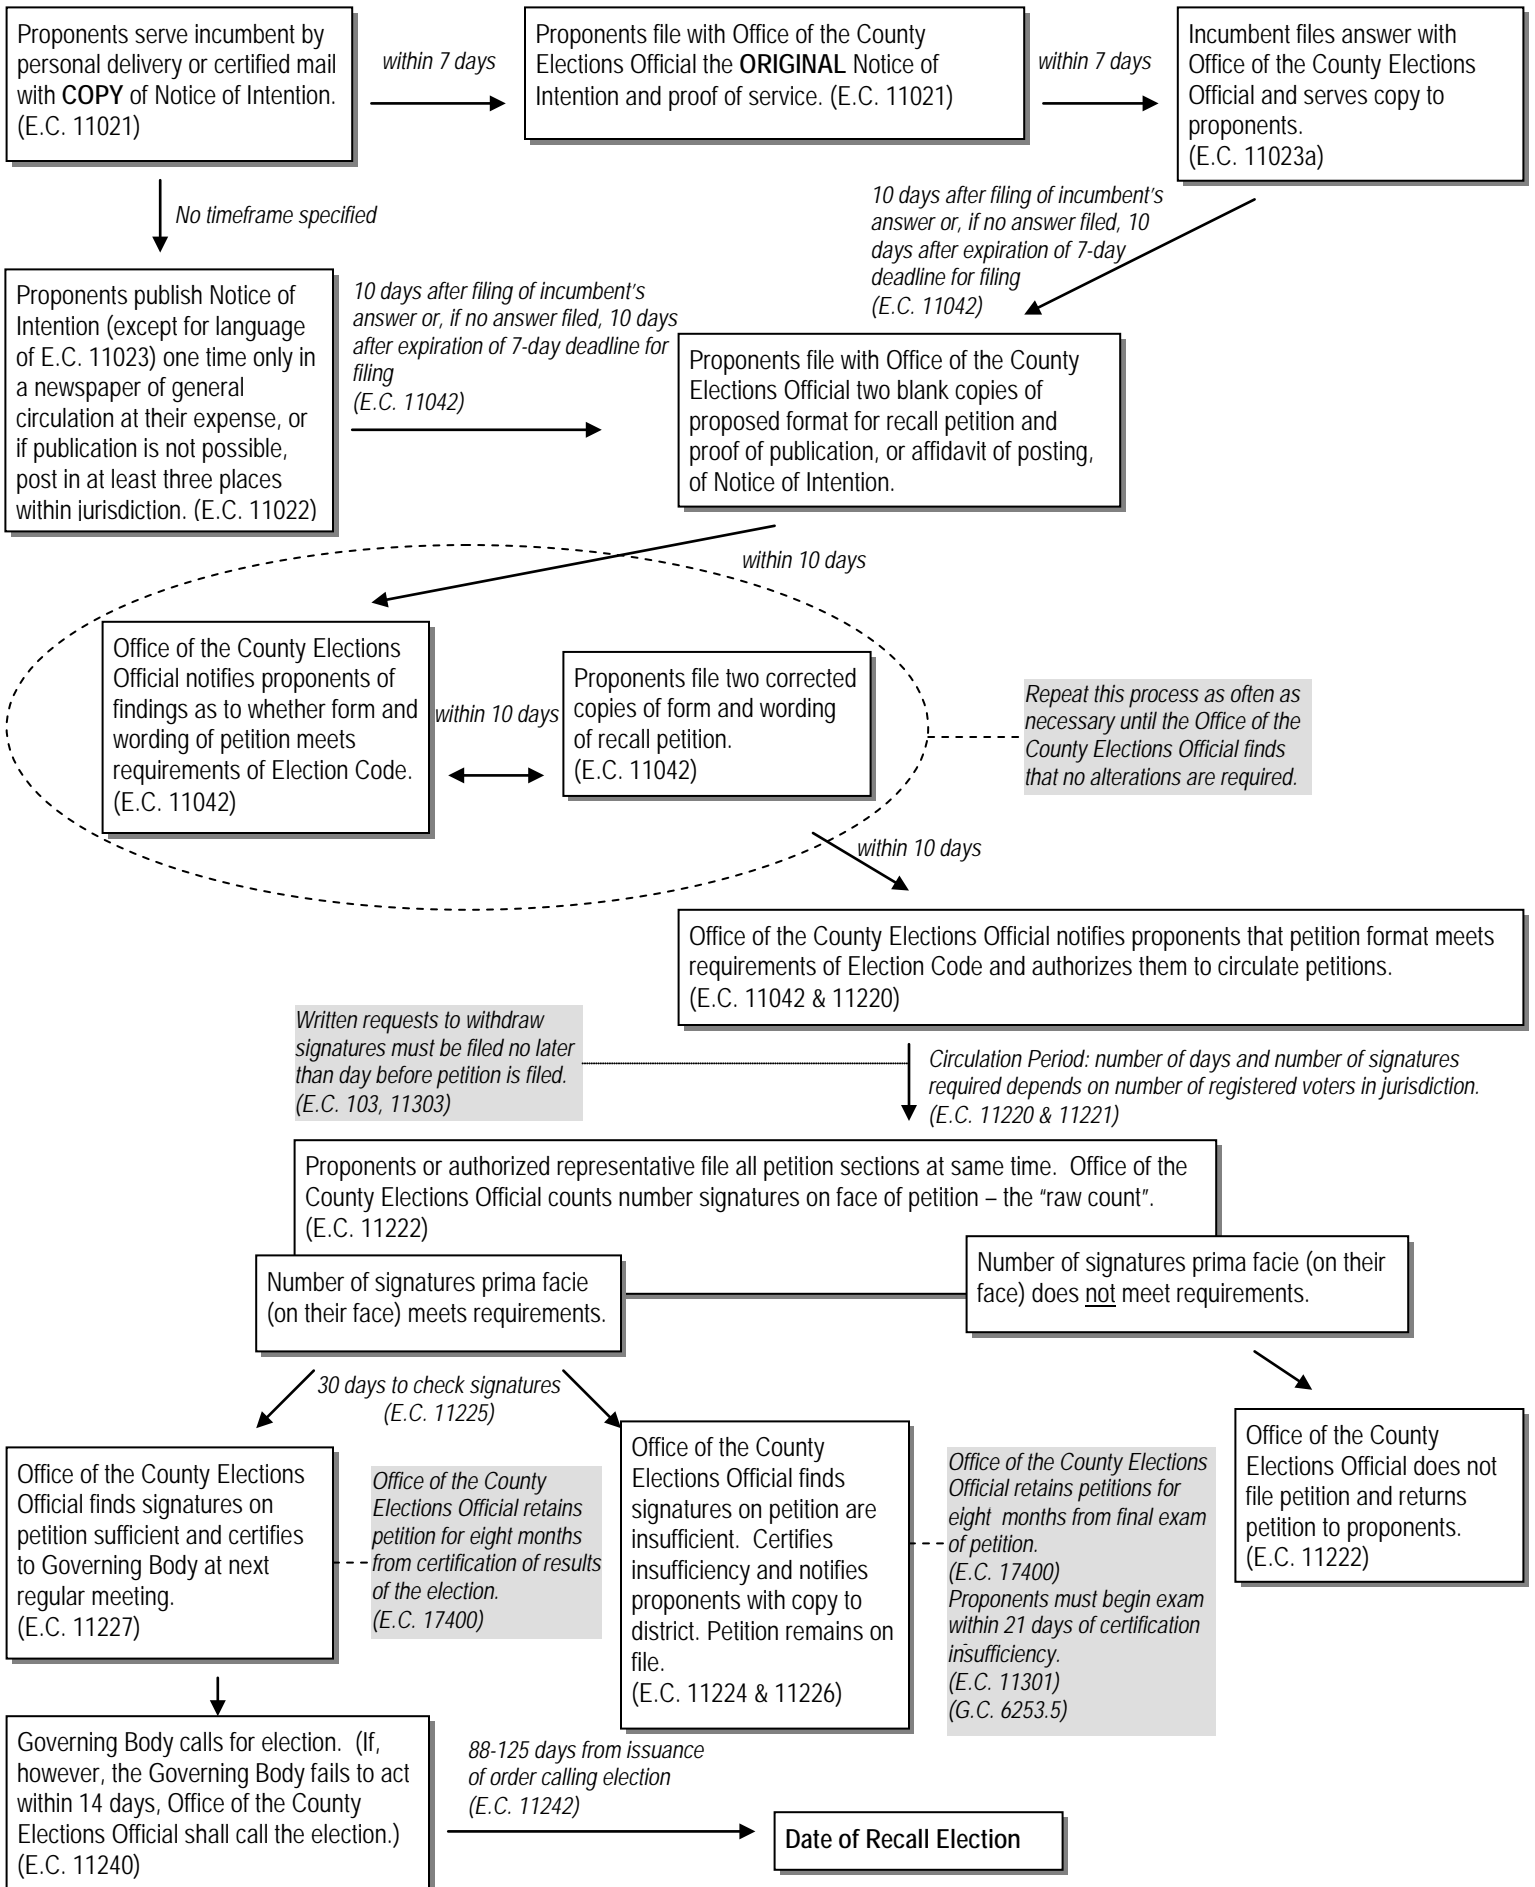 Proponents serve incumbent by
personal delivery or certified mail
with COPY of Notice of Intention.
(E.C. 11021)
within 7 days
Proponents file with Office of the County
Elections Official the ORIGINAL Notice of
Intention and proof of service. (E.C. 11021)
within 7 days
Incumbent files answer with
Office of the County Elections
Official and serves copy to
proponents.
(E.C. 11023a)
No timeframe specified
10 days after filing of incumbent's
answer or, if no answer filed, 10
days after expiration of 7-day
deadline for filing
(E.C. 11042)
Proponents publish Notice of
Intention (except for language
of E.C. 11023) one time only in
a newspaper of general
circulation at their expense, or
if publication is not possible,
post in at least three places
within jurisdiction. (E.C. 11022)
10 days after filing of incumbent's
answer or, if no answer filed, 10 days
after expiration of 7-day deadline for
filing
(E.C. 11042)
Proponents file with Office of the County
Elections Official two blank copies of
proposed format for recall petition and
proof of publication, or affidavit of posting,
of Notice of Intention.
within 10 days
Office of the County Elections
Official notifies proponents of
findings as to whether form and
wording of petition meets
requirements of Election Code.
(E.C. 11042)
within 10 days
Proponents file two corrected
copies of form and wording
of recall petition.
(E.C. 11042)
Repeat this process as often as
necessary until the Office of the
County Elections Official finds
that no alterations are required.
within 10 days
Office of the County Elections Official notifies proponents that petition format meets
requirements of Election Code and authorizes them to circulate petitions.
(E.C. 11042 & 11220)
Written requests to withdraw
signatures must be filed no later
than day before petition is filed.
(E.C. 103, 11303)
Circulation Period: number of days and number of signatures
required depends on number of registered voters in jurisdiction.
(E.C. 11220 & 11221)
Proponents or authorized representative file all petition sections at same time. Office of the
County Elections Official counts number signatures on face of petition – the "raw count".
(E.C. 11222)
Number of signatures prima facie
(on their face) meets requirements.
Number of signatures prima facie (on their
face) does not meet requirements.
30 days to check signatures
(E.C. 11225)
Office of the County Elections
Official finds signatures on
petition sufficient and certifies
to Governing Body at next
regular meeting.
(E.C. 11227)
Office of the County
Elections Official retains
petition for eight months
from certification of results
of the election.
(E.C. 17400)
Office of the County
Elections Official finds
signatures on petition are
insufficient. Certifies
insufficiency and notifies
proponents with copy to
district. Petition remains on
file.
(E.C. 11224 & 11226)
Office of the County Elections
Official retains petitions for
eight months from final exam
of petition.
(E.C. 17400)
Proponents must begin exam
within 21 days of certification
insufficiency.
(E.C. 11301)
(G.C. 6253.5)
Office of the County
Elections Official does not
file petition and returns
petition to proponents.
(E.C. 11222)
Governing Body calls for election. (If,
however, the Governing Body fails to act
within 14 days, Office of the County
Elections Official shall call the election.)
(E.C. 11240)
88-125 days from issuance
of order calling election
(E.C. 11242)
Date of Recall Election